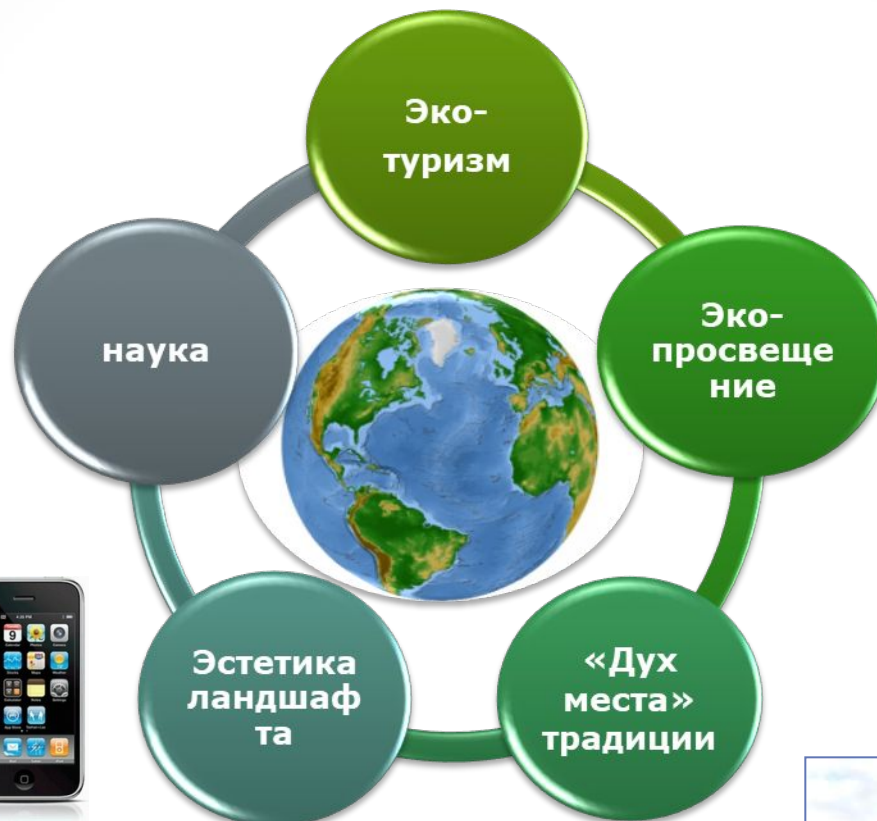 Эко-
туризм
Эко-
просвеще
ние
«Дух
места»
традиции
Эстетика
ландшаф
та
наука